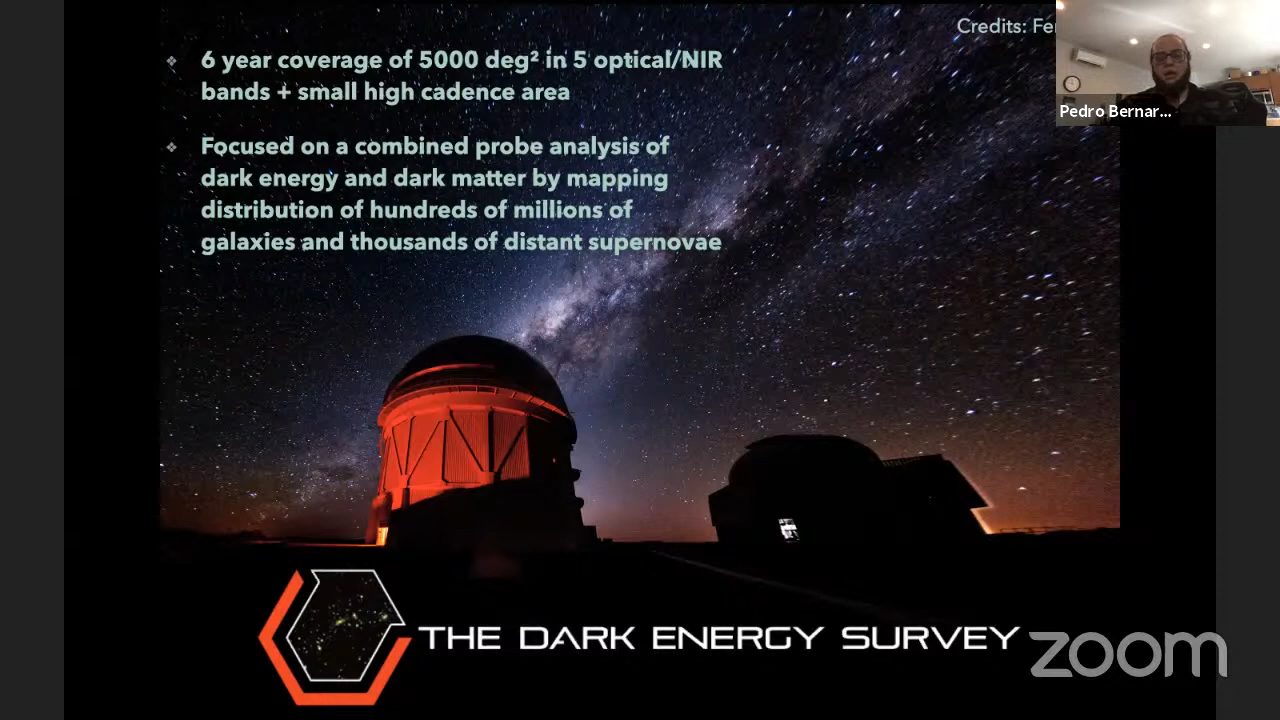 Credits: Fe
6 year coverage of 5000 deg² in 5 optical/NIR
bands + small high cadence area
Focused on a combined probe analysis of
dark energy and dark matter by mapping
distribution of hundreds of millions of
galaxies and thousands of distant supernovae
Pedro Bernar...
THE DARK ENERGY SURVEY
zoom